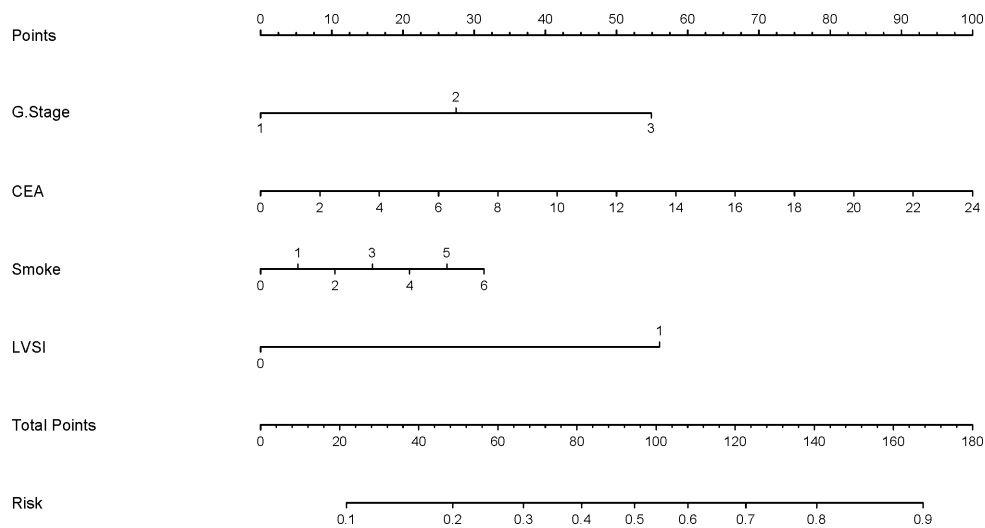 Points 0 10 20 30 40 50 60 70 80 90 100
G.Stage 1 2 3
CEA 0 2 4 6 8 10 12 14 16 18 20 22 24
Smoke 0 1 2 3 4 5 6
LVSI 0 1
Total Points 0 20 40 60 80 100 120 140 160 180
Risk 0.1 0.2 0.3 0.4 0.5 0.6 0.7 0.8 0.9